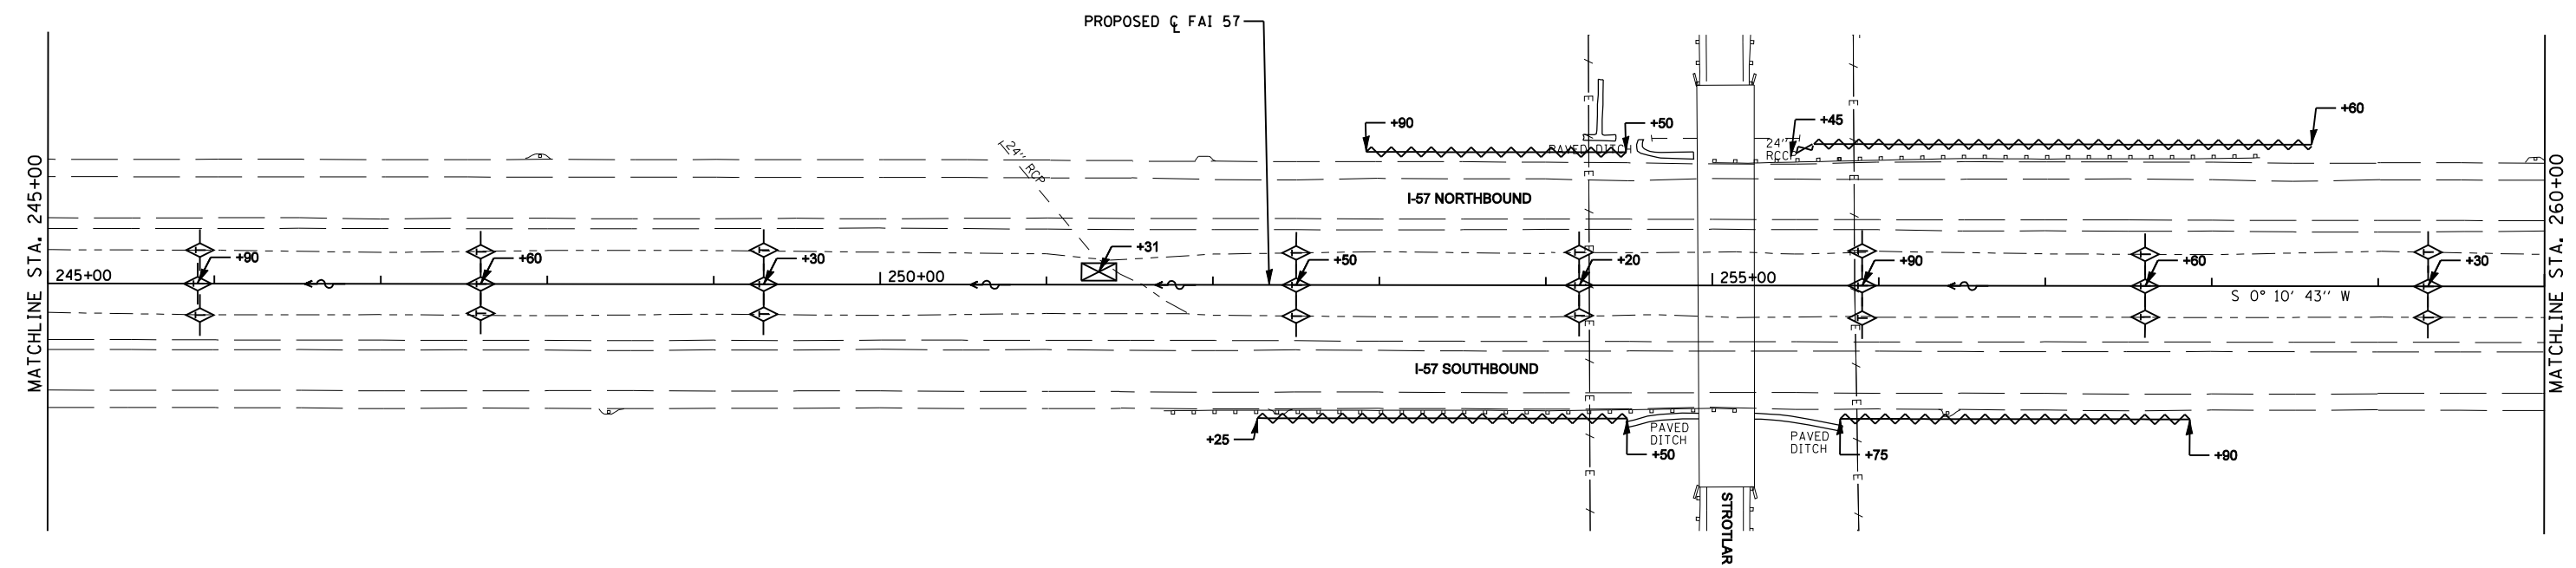 PROPOSED ℄ FAI 57
+60
+90
+50
+45
24" RCP
PAVED DITCH
24"
RCCP
MATCHLINE STA. 245+00
MATCHLINE STA. 260+00
I-57 NORTHBOUND
+31
245+00
+90
+60
+30
250+00
+50
+20
255+00
+90
+60
+30
S 0° 10' 43" W
I-57 SOUTHBOUND
+25
PAVED
DITCH
+50
PAVED
DITCH
+75
+90
STROTLAR
E
E
E
E
E
E
E
E
E
E